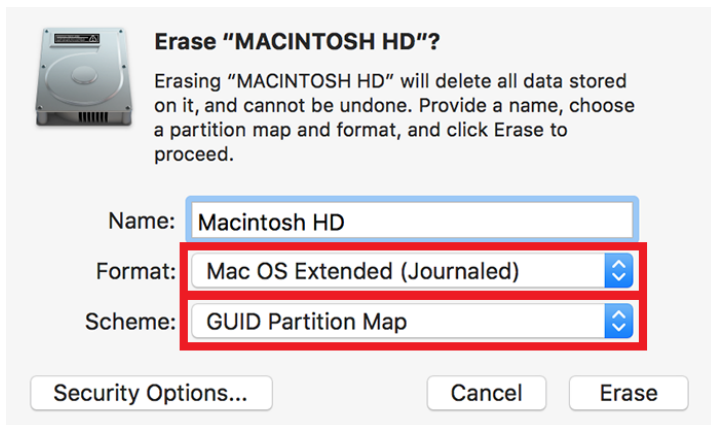 Erase “MACINTOSH HD”?
Erasing “MACINTOSH HD” will delete all data stored
on it, and cannot be undone. Provide a name, choose
a partition map and format, and click Erase to
proceed.
Name: Macintosh HD
Format: Mac OS Extended (Journaled)
Scheme: GUID Partition Map
Security Options... Cancel Erase